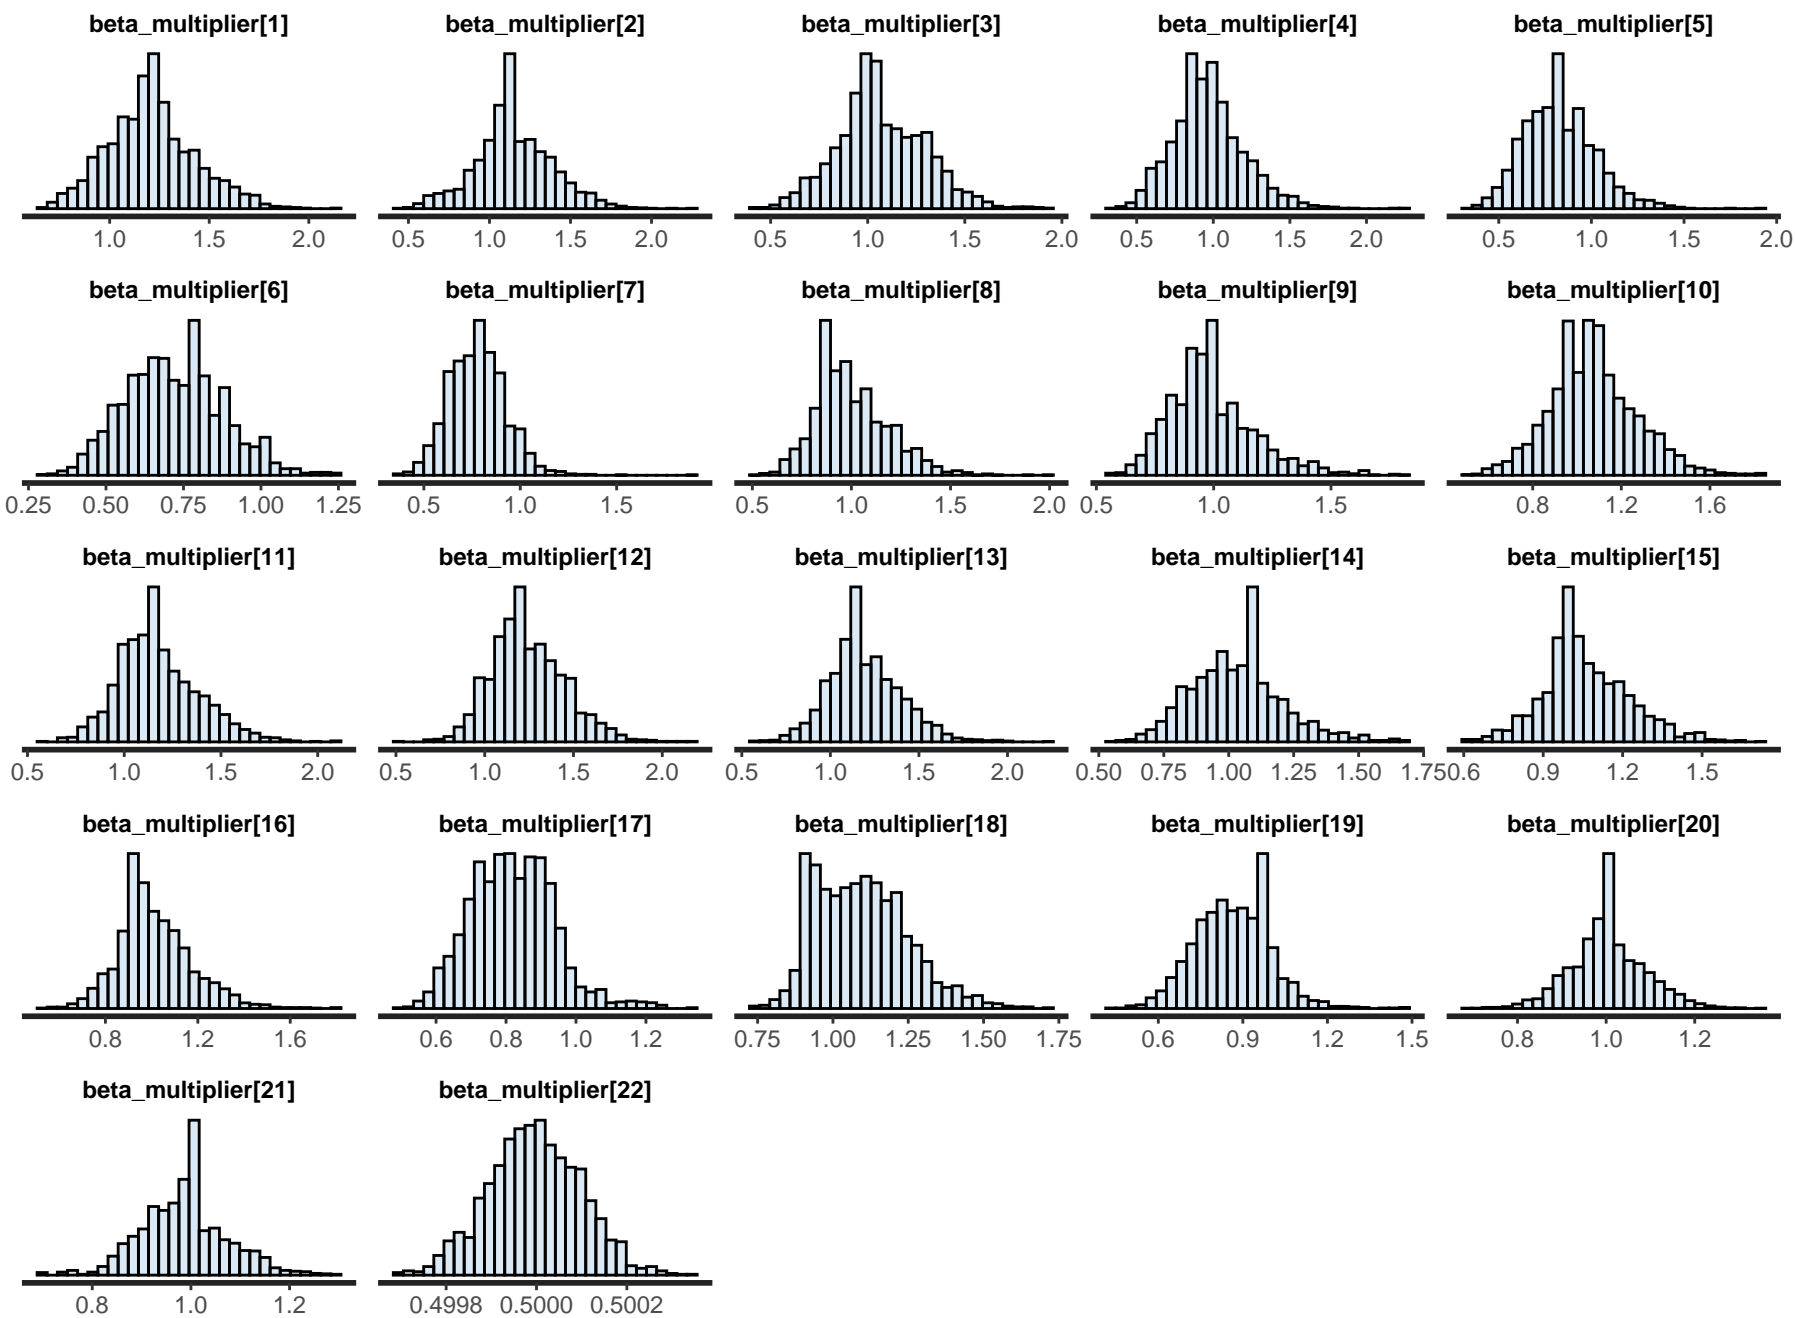 beta_multiplier[1] beta_multiplier[2] beta_multiplier[3] beta_multiplier[4] beta_multiplier[5]
1.0 1.5 2.0 0.5 1.0 1.5 2.0 0.5 1.0 1.5 2.0 0.5 1.0 1.5 2.0 0.5 1.0 1.5 2.0
beta_multiplier[6] beta_multiplier[7] beta_multiplier[8] beta_multiplier[9] beta_multiplier[10]
0.25 0.50 0.75 1.00 1.25 0.5 1.0 1.5 0.5 1.0 1.5 2.0 0.5 1.0 1.5 0.8 1.2 1.6
beta_multiplier[11] beta_multiplier[12] beta_multiplier[13] beta_multiplier[14] beta_multiplier[15]
0.5 1.0 1.5 2.0 0.5 1.0 1.5 2.0 0.5 1.0 1.5 2.0 0.50 0.75 1.00 1.25 1.50 1.75 0.6 0.9 1.2 1.5
beta_multiplier[16] beta_multiplier[17] beta_multiplier[18] beta_multiplier[19] beta_multiplier[20]
0.8 1.2 1.6 0.6 0.8 1.0 1.2 0.75 1.00 1.25 1.50 1.75 0.6 0.9 1.2 1.5 0.8 1.0 1.2
beta_multiplier[21] beta_multiplier[22]
0.8 1.0 1.2 0.4998 0.5000 0.5002